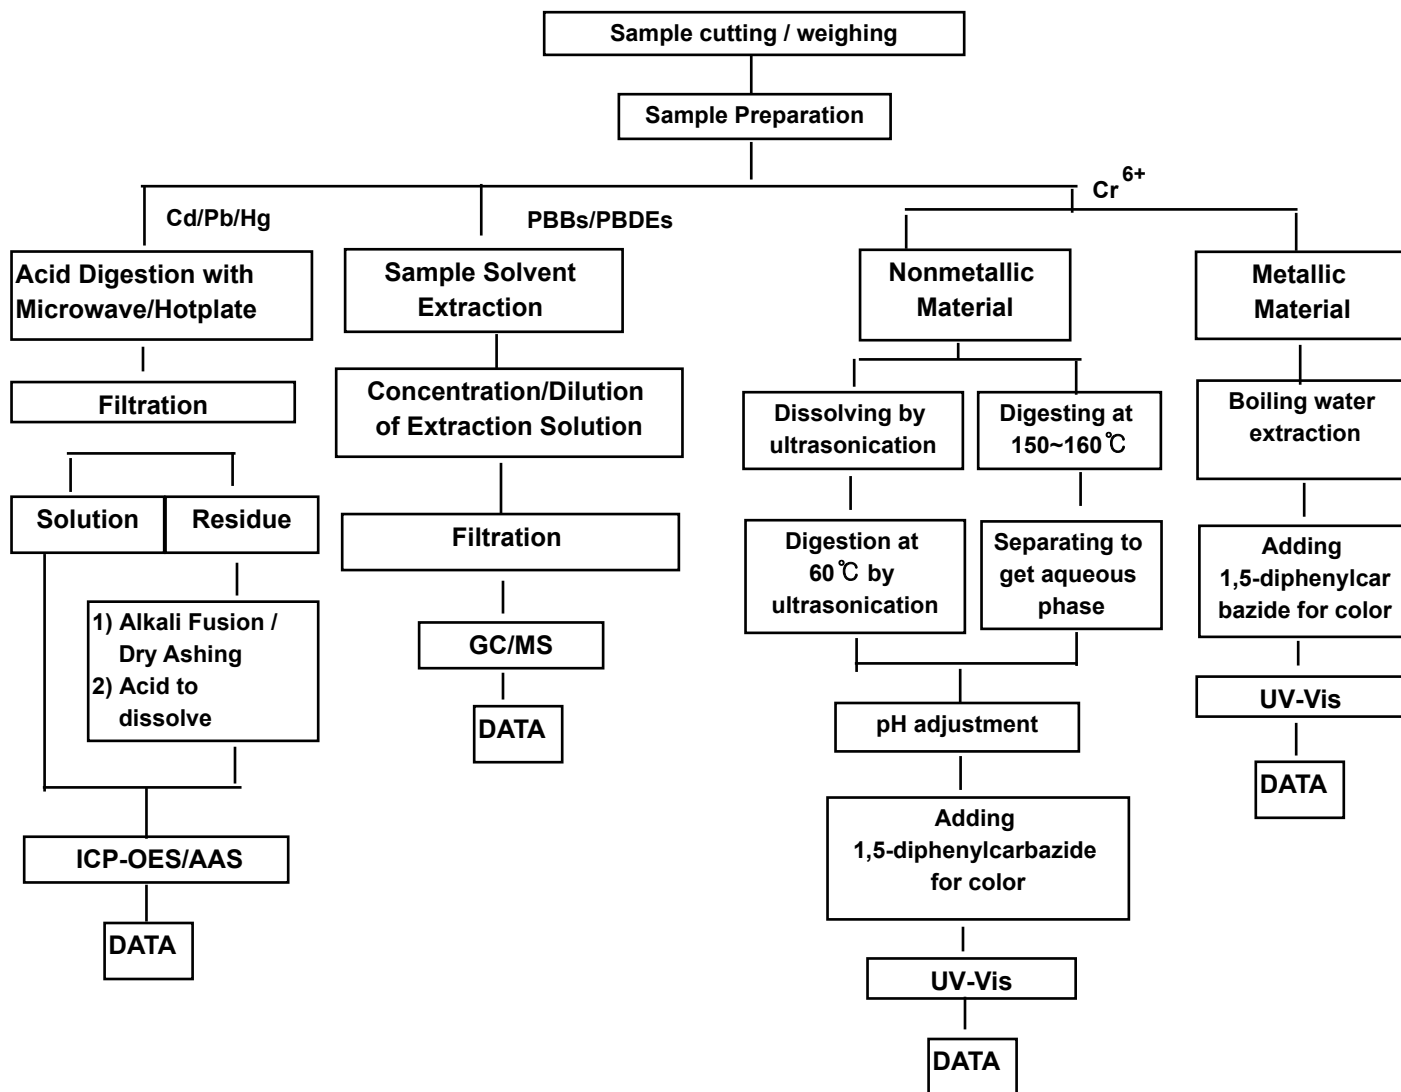 Sample cutting / weighing
Sample Preparation
Cd/Pb/Hg
PBBs/PBDEs
Cr 6+
Acid Digestion with
Microwave/Hotplate
Filtration
Solution
Residue
1) Alkali Fusion /
Dry Ashing
2) Acid to
dissolve
ICP-OES/AAS
DATA
Sample Solvent
Extraction
Concentration/Dilution
of Extraction Solution
Filtration
GC/MS
DATA
Nonmetallic
Material
Dissolving by
ultrasonication
Digestion at
60℃ by
ultrasonication
Digesting at
150~160℃
Separating to
get aqueous
phase
pH adjustment
Adding
1,5-diphenylcarbazide
for color
UV-Vis
DATA
Metallic
Material
Boiling water
extraction
Adding
1,5-diphenylcar
bazide for color
UV-Vis
DATA